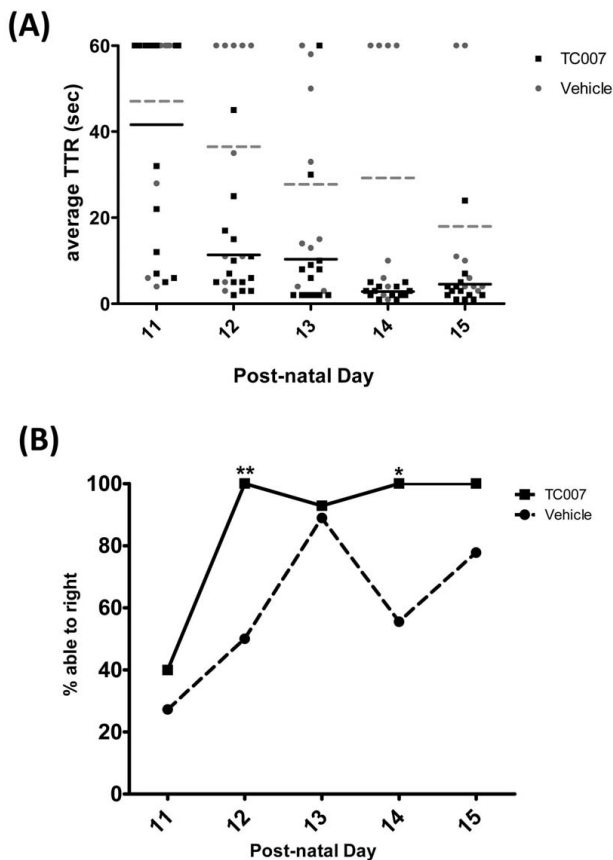 (A)
60
40
20
0
average TTR (sec)
11 12 13 14 15
Post-natal Day
TC007
Vehicle
(B)
100
80
60
40
20
0
% able to right
** *
11 12 13 14 15
Post-natal Day
TC007
Vehicle